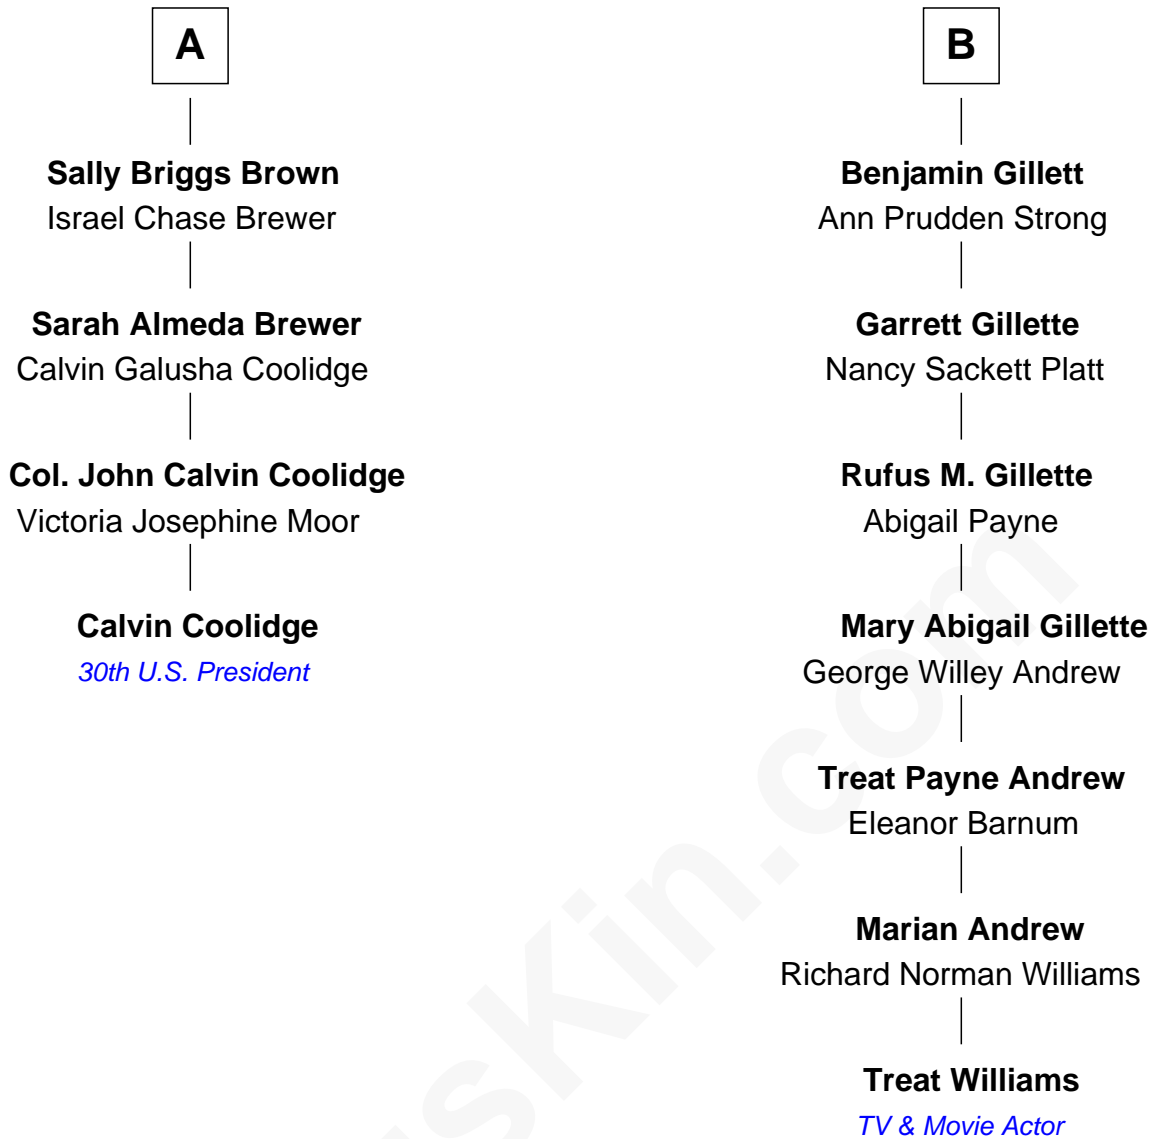 A
Sally Briggs Brown
Israel Chase Brewer
Sarah Almeda Brewer
Calvin Galusha Coolidge
Col. John Calvin Coolidge
Victoria Josephine Moor
Calvin Coolidge
30th U.S. President
B
Benjamin Gillett
Ann Prudden Strong
Garrett Gillette
Nancy Sackett Platt
Rufus M. Gillette
Abigail Payne
Mary Abigail Gillette
George Willey Andrew
Treat Payne Andrew
Eleanor Barnum
Marian Andrew
Richard Norman Williams
Treat Williams
TV & Movie Actor
sKin.com